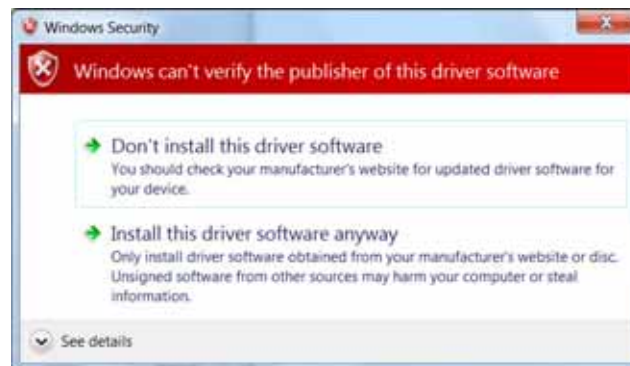 Windows Security
Windows can't verify the publisher of this driver software
Don't install this driver software
You should check your manufacturer's website for updated driver software for
your device.
Install this driver software anyway
Only install driver software obtained from your manufacturer's website or disc.
Unsigned software from other sources may harm your computer or steal
information.
See details